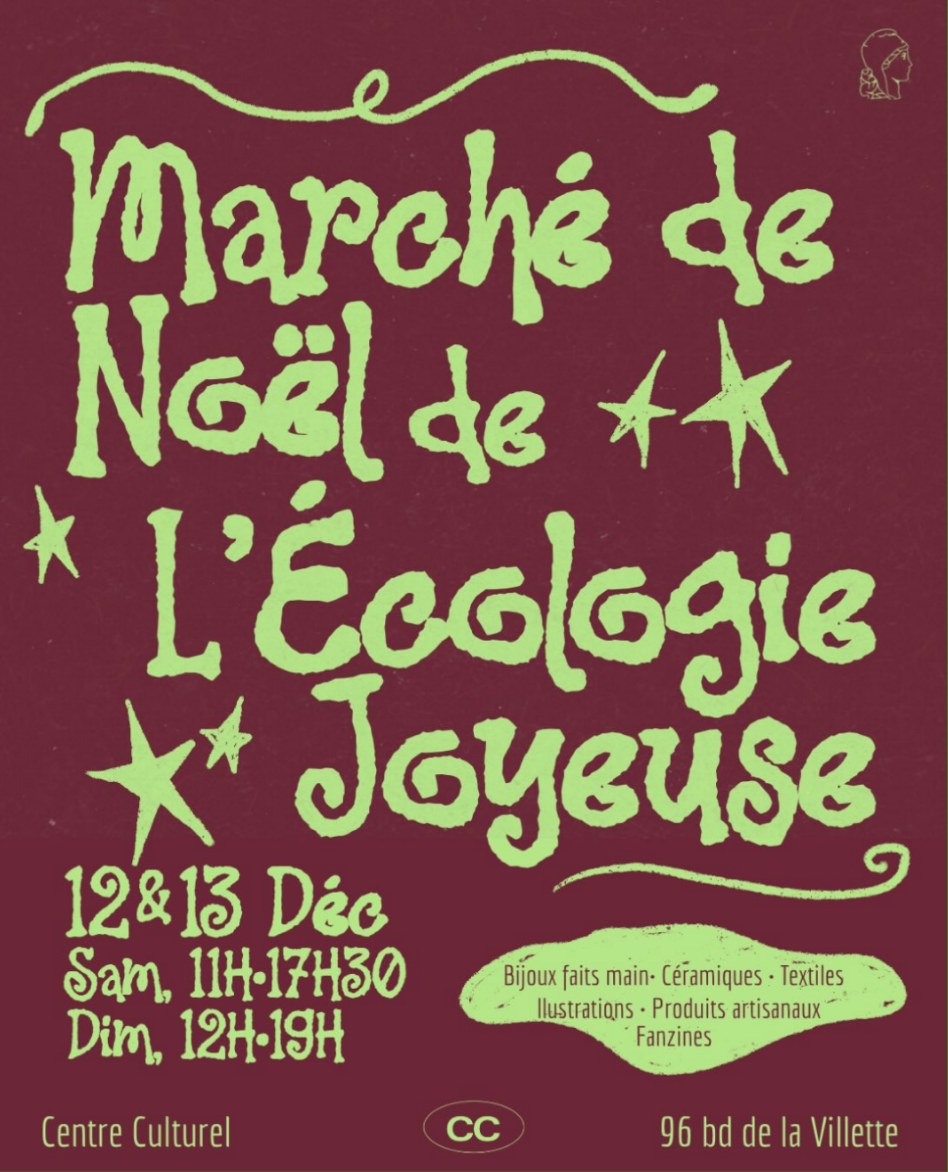 Marché de
Noël de
L'Écologie
Joyeuse
12 & 13 Déc
Sam, 11H·17H30
Dim, 12H·19H
Bijoux faits main· Céramiques · Textiles
Ilustrations · Produits artisanaux
Fanzines
Centre Culturel
CC
96 bd de la Villette